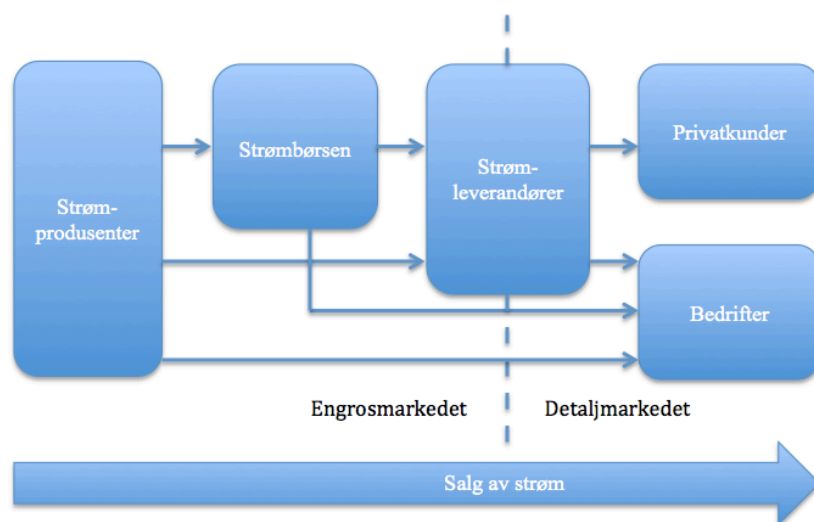 Strøm-
produsenter
Strømbørsen
Strøm-
leverandører
Privatkunder
Bedrifter
Engrosmarkedet
Detaljmarkedet
Salg av strøm